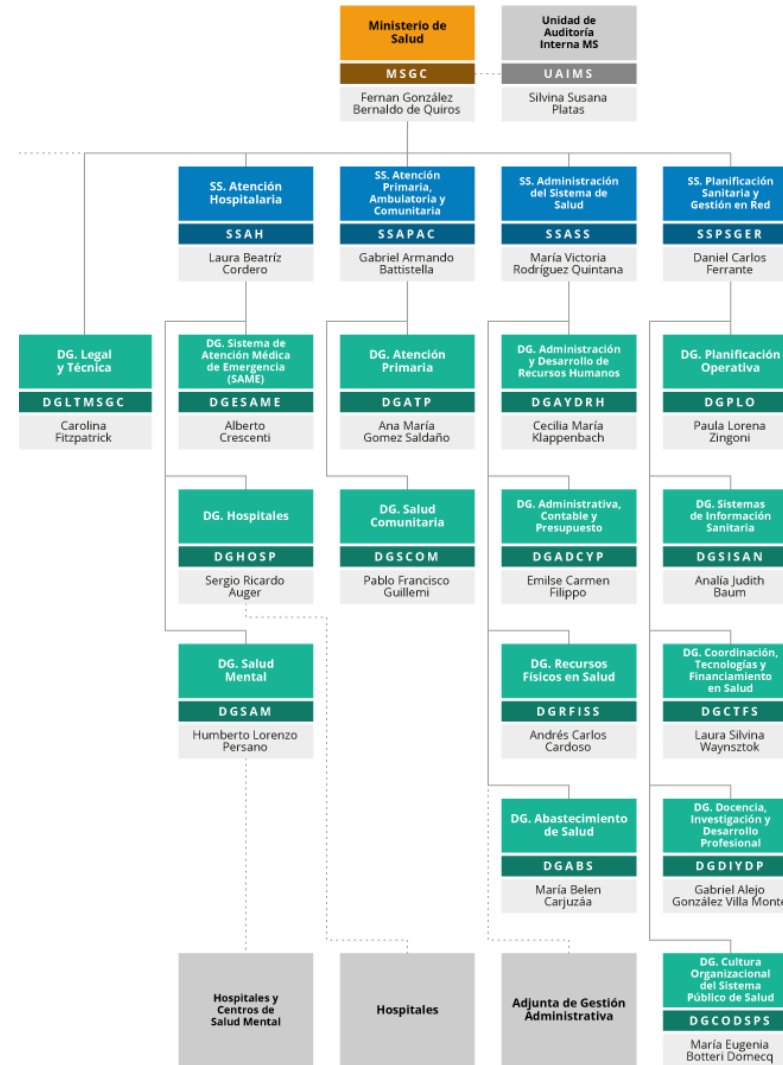 Ministerio de
Salud
MSGC
Fernan González
Bernaldo de Quiros
Unidad de
Auditoría
Interna MS
UAIMS
Silvina Susana
Platas
SS. Atención
Hospitalaria
SSAH
Laura Beatríz
Cordero
SS. Atención
Primaria,
Ambulatoria y
Comunitaria
SSAPAC
Gabriel Armando
Battistella
SS. Administración
del Sistema de
Salud
SSASS
María Victoria
Rodríguez Quintana
SS. Planificación
Sanitaria y
Gestión en Red
SSPSGER
Daniel Carlos
Ferrante
DG. Legal
y Técnica
DGLTMSGC
Carolina
Fitzpatrick
DG. Sistema de
Atención Médica
de Emergencia
(SAME)
DGESAME
Alberto
Crescenti
DG. Atención
Primaria
DGATP
Ana María
Gomez Saldaño
DG. Administración
y Desarrollo de
Recursos Humanos
DGAYDRH
Cecilia María
Klappenbach
DG. Planificación
Operativa
DGPLO
Paula Lorena
Zingoni
DG. Hospitales
DGHOSP
Sergio Ricardo
Auger
DG. Salud
Comunitaria
DGSCOM
Pablo Francisco
Guillemi
DG. Administrativa,
Contable y
Presupuesto
DGADCYP
Emilse Carmen
Filippo
DG. Sistemas
de Información
Sanitaria
DGSISAN
Analía Judith
Baum
DG. Salud
Mental
DGSAM
Humberto Lorenzo
Persano
DG. Recursos
Físicos en Salud
DGRFISS
Andrés Carlos
Cardoso
DG. Coordinación,
Tecnologías y
Financiamiento
en Salud
DGCTFS
Laura Silvina
Waynsztok
DG. Abastecimiento
de Salud
DGABS
María Belen
Carjuzáa
DG. Docencia,
Investigación y
Desarrollo
Profesional
DGDIYDP
Gabriel Alejo
González Villa Monte
Hospitales y
Centros de
Salud Mental
Hospitales
Adjunta de Gestión
Administrativa
DG. Cultura
Organizacional
del Sistema
Público de Salud
DGCODSPS
María Eugenia
Botteri Domecq